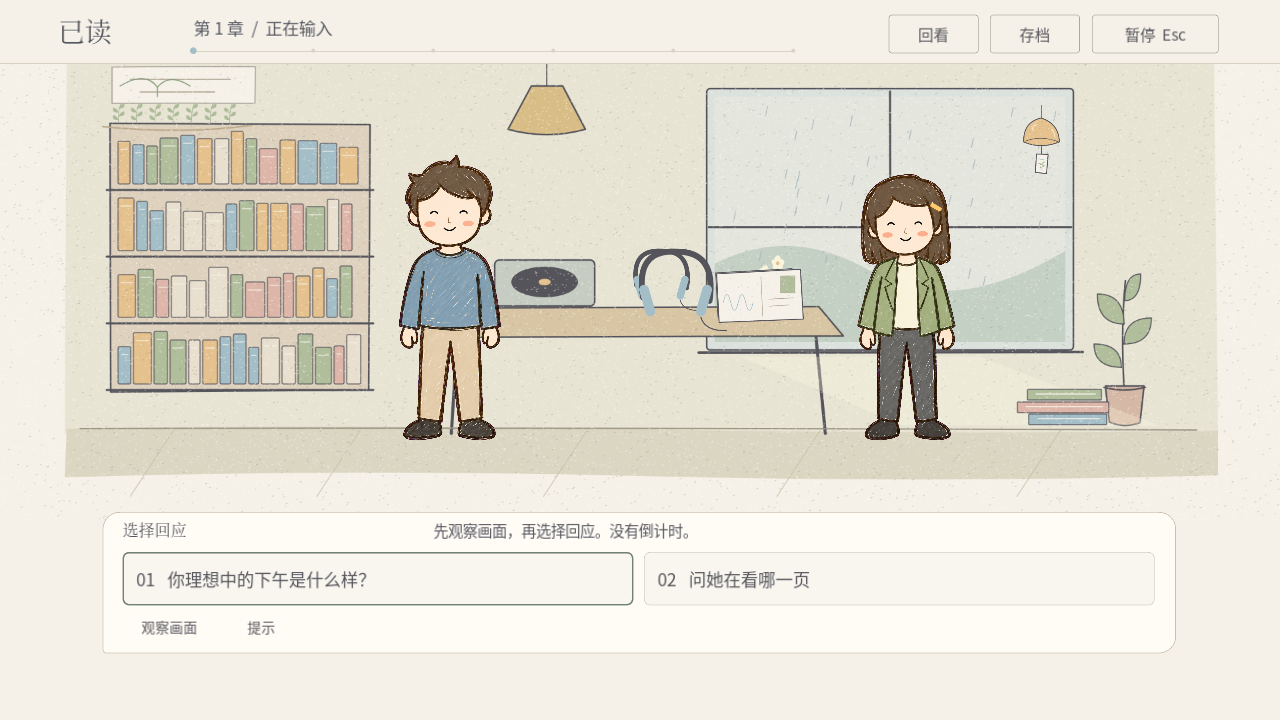 已读
第 1 章 / 正在输入
回看
存档
暂停 Esc
选择回应
先观察画面，再选择回应。没有倒计时。
01 你理想中的下午是什么样？
02 问她在看哪一页
观察画面
提示